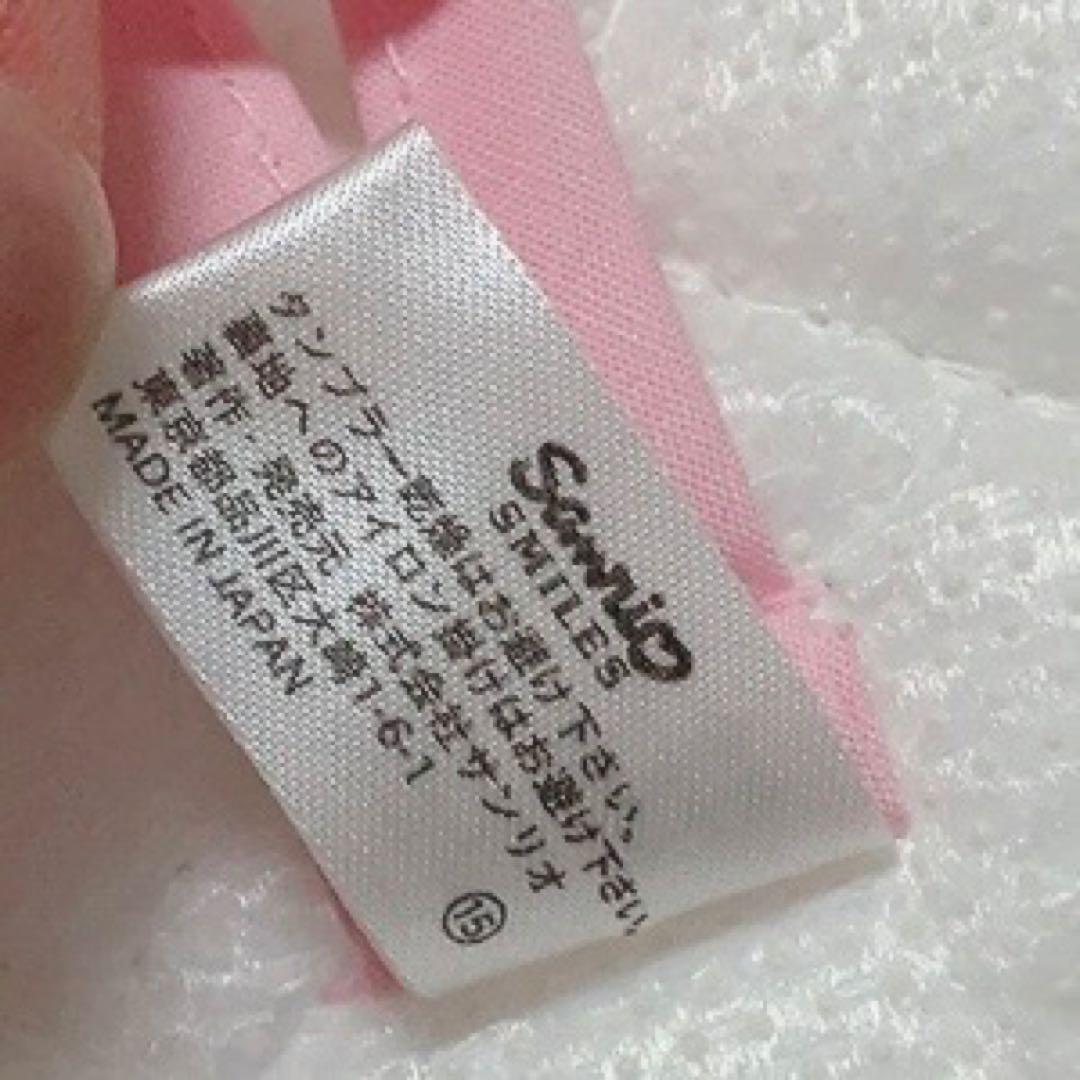 Sanrio
SMILES
タンブラー乾燥はお避け下さい。
裏地へのアイロン掛けはお避け下さい
著作・発売元 株式会社サンリオ
東京都品川区大崎1-6-1
MADE IN JAPAN
⑮